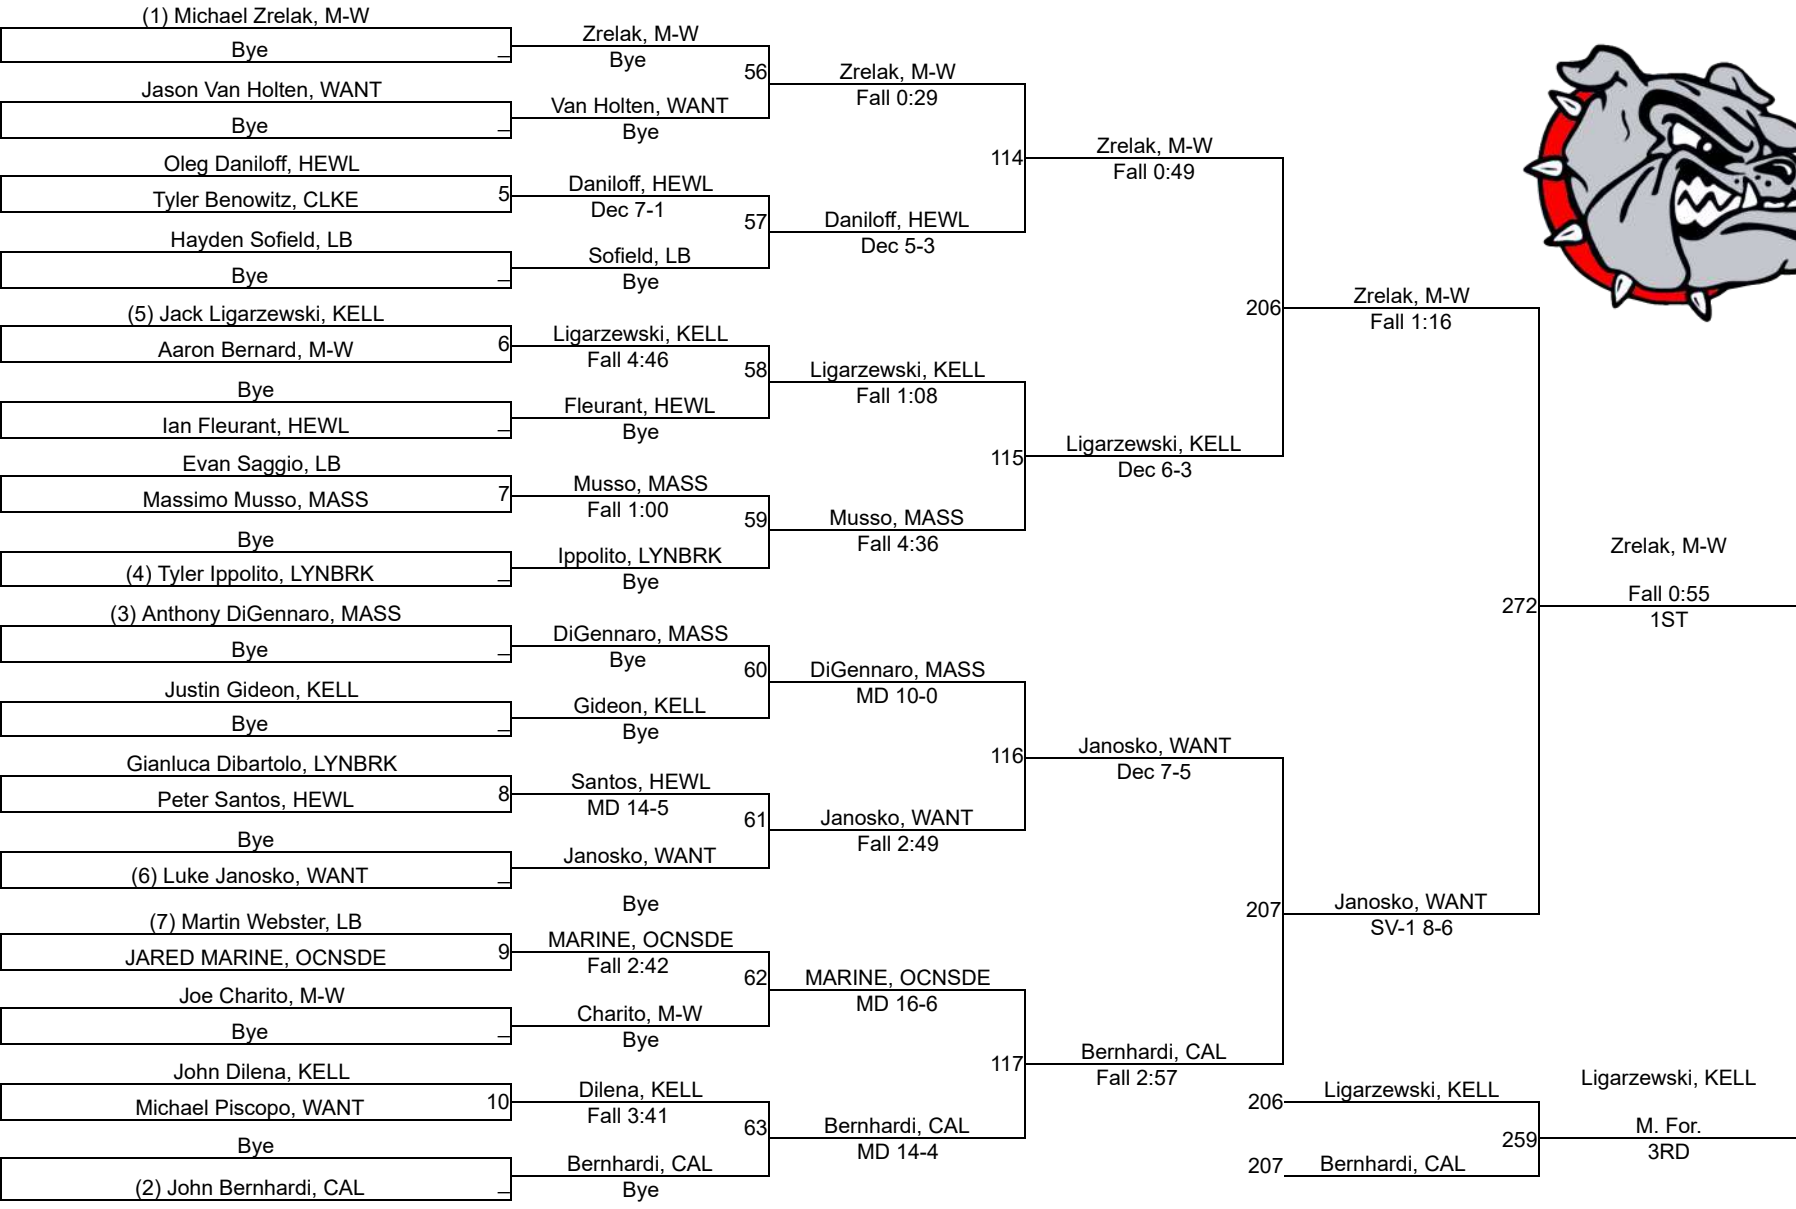 (1) Michael Zrelak, M-W
Bye
Jason Van Holten, WANT
Bye
Oleg Daniloff, HEWL
Tyler Benowitz, CLKE
5
Hayden Sofield, LB
Bye
(5) Jack Ligarzewski, KELL
Aaron Bernard, M-W
6
Bye
Ian Fleurant, HEWL
Evan Saggio, LB
Massimo Musso, MASS
7
Bye
(4) Tyler Ippolito, LYNBRK
(3) Anthony DiGennaro, MASS
Bye
Justin Gideon, KELL
Bye
Gianluca Dibartolo, LYNBRK
Peter Santos, HEWL
8
Bye
(6) Luke Janosko, WANT
(7) Martin Webster, LB
JARED MARINE, OCNSDE
9
Joe Charito, M-W
Bye
John Dilena, KELL
Michael Piscopo, WANT
10
Bye
(2) John Bernhardi, CAL
Zrelak, M-W
Bye
56
Van Holten, WANT
Bye
Daniloff, HEWL
Dec 7-1
57
Sofield, LB
Bye
Ligarzewski, KELL
Fall 4:46
58
Fleurant, HEWL
Bye
Musso, MASS
Fall 1:00
59
Ippolito, LYNBRK
Bye
DiGennaro, MASS
Bye
60
Gideon, KELL
Bye
Santos, HEWL
MD 14-5
61
Janosko, WANT
Bye
MARINE, OCNSDE
Fall 2:42
62
Charito, M-W
Bye
Dilena, KELL
Fall 3:41
63
Bernhardi, CAL
Bye
Zrelak, M-W
Fall 0:29
114
Daniloff, HEWL
Dec 5-3
Ligarzewski, KELL
Fall 1:08
115
Musso, MASS
Fall 4:36
DiGennaro, MASS
MD 10-0
116
Janosko, WANT
Fall 2:49
MARINE, OCNSDE
MD 16-6
117
Bernhardi, CAL
MD 14-4
Zrelak, M-W
Fall 0:49
206
Ligarzewski, KELL
Dec 6-3
Janosko, WANT
Dec 7-5
207
Bernhardi, CAL
Fall 2:57
Zrelak, M-W
Fall 1:16
272
Janosko, WANT
SV-1 8-6
Zrelak, M-W
Fall 0:55
1ST
206
Ligarzewski, KELL
259
207
Bernhardi, CAL
Ligarzewski, KELL
M. For.
3RD